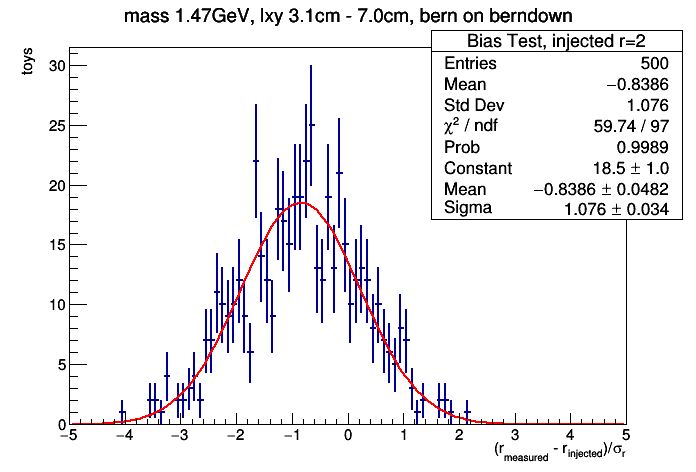 mass 1.47GeV, lxy 3.1cm - 7.0cm, bern on berndown
Bias Test, injected r=2
Entries 500
Mean −0.8386
Std Dev 1.076
χ² / ndf 59.74 / 97
Prob 0.9989
Constant 18.5 ± 1.0
Mean −0.8386 ± 0.0482
Sigma 1.076 ± 0.034
toys
30
25
20
15
10
5
0
−5 −4 −3 −2 −1 0 1 2 3 4 5
(r_measured - r_injected)/σ_r